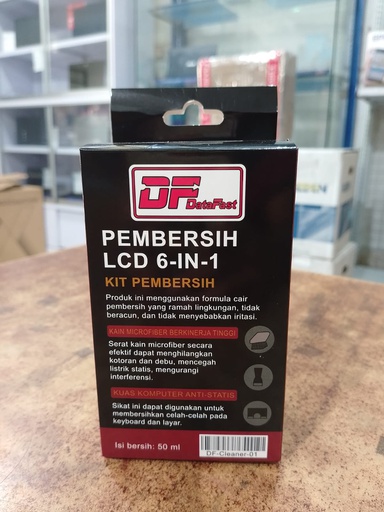 DF
DataFast
PEMBERSIH
LCD 6-IN-1
KIT PEMBERSIH
Produk ini menggunakan formula cair
pembersih yang ramah lingkungan, tidak
beracun, dan tidak menyebabkan iritasi.
KAIN MICROFIBER BERKINERJA TINGGI
Serat kain microfiber secara
efektif dapat menghilangkan
kotoran dan debu, mencegah
listrik statis, mengurangi
interferensi.
KUAS KOMPUTER ANTI-STATIS
Sikat ini dapat digunakan untuk
membersihkan celah-celah pada
keyboard dan layar.
Isi bersih: 50 ml
DF-Cleaner-01